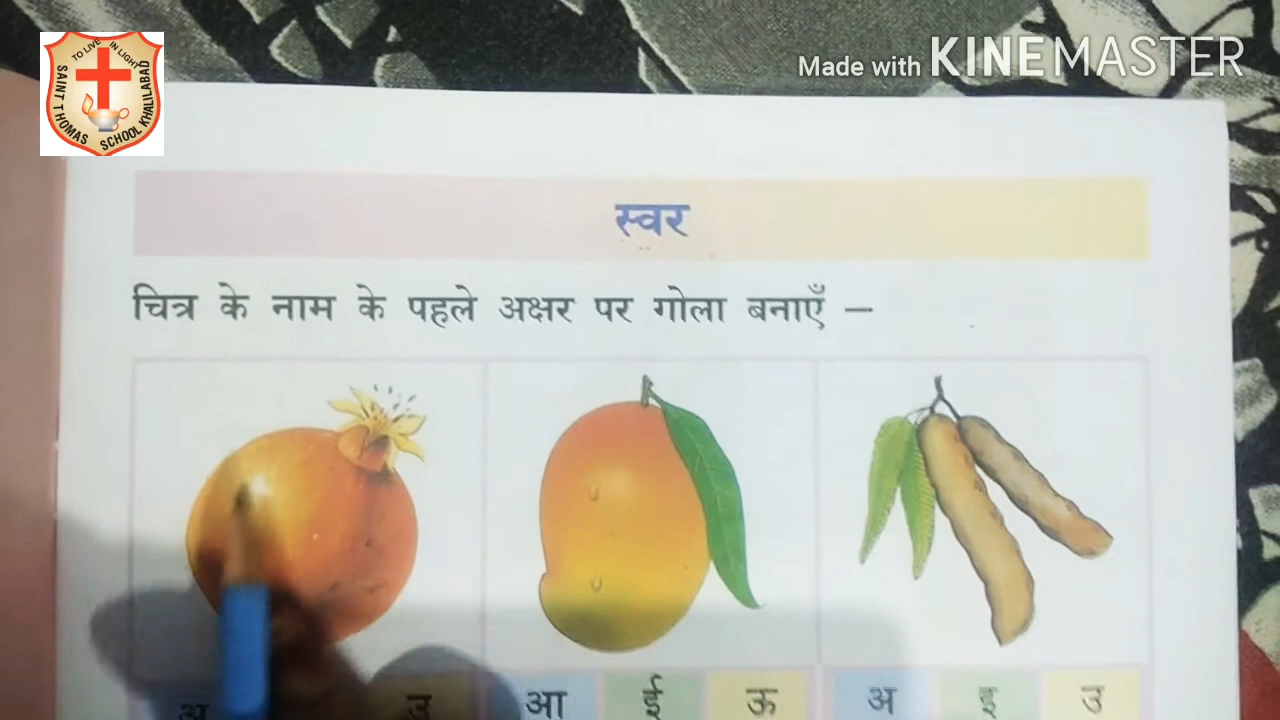 TO LIVE IN LIGHT
SAINT THOMAS SCHOOL KHALILABAD
Made with KINEMASTER
स्वर
चित्र के नाम के पहले अक्षर पर गोला बनाएँ —
अ आ ऊ अ